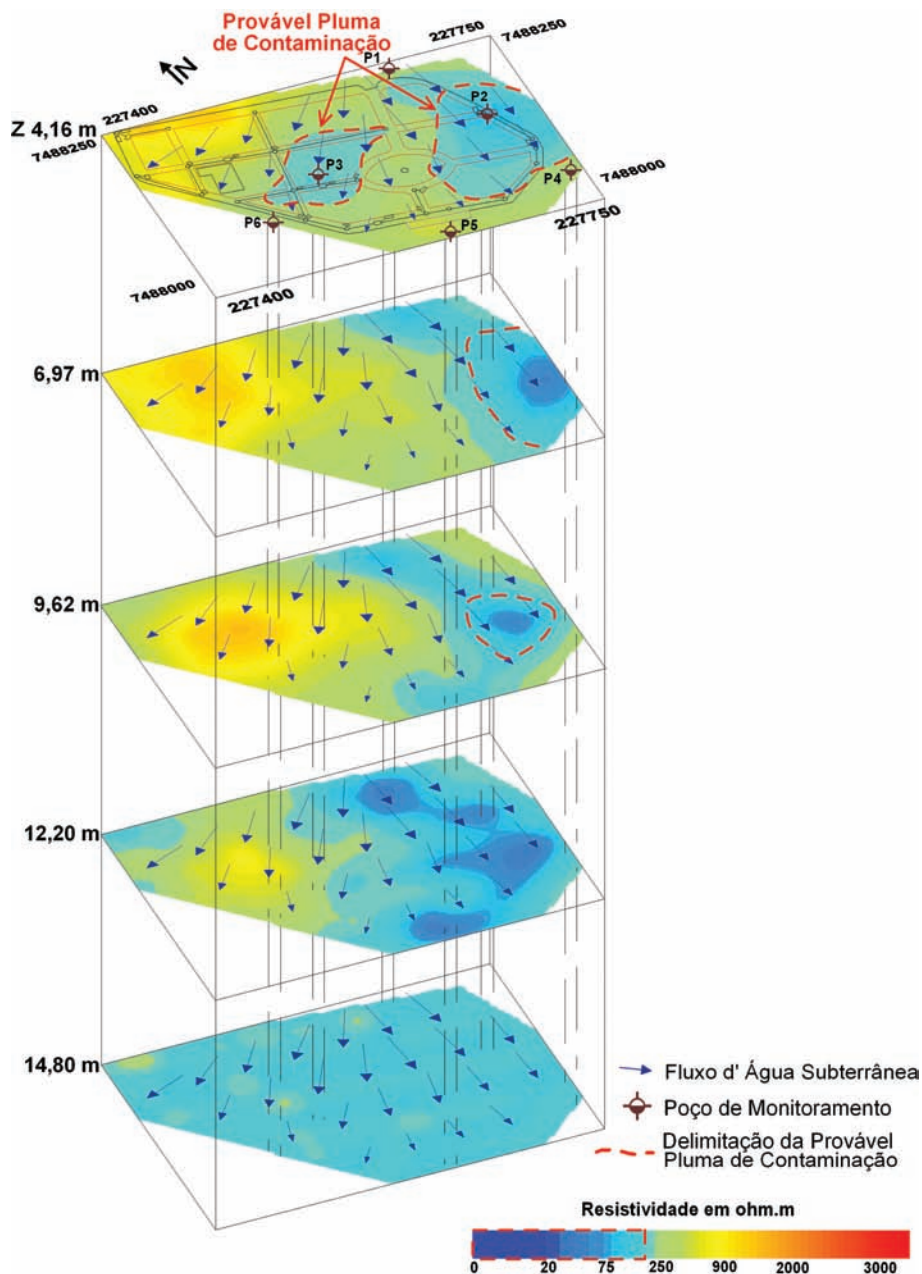 Provável Pluma
de Contaminação
227750
7488250
P1
N
P2
227400
Z 4,16 m
7488250
P3
P4
7488000
227750
P6
P5
7488000
227400
6,97 m
9,62 m
12,20 m
14,80 m
Fluxo d' Água Subterrânea
Poço de Monitoramento
Delimitação da Provável
Pluma de Contaminação
Resistividade em ohm.m
0 20 75 250 900 2000 3000